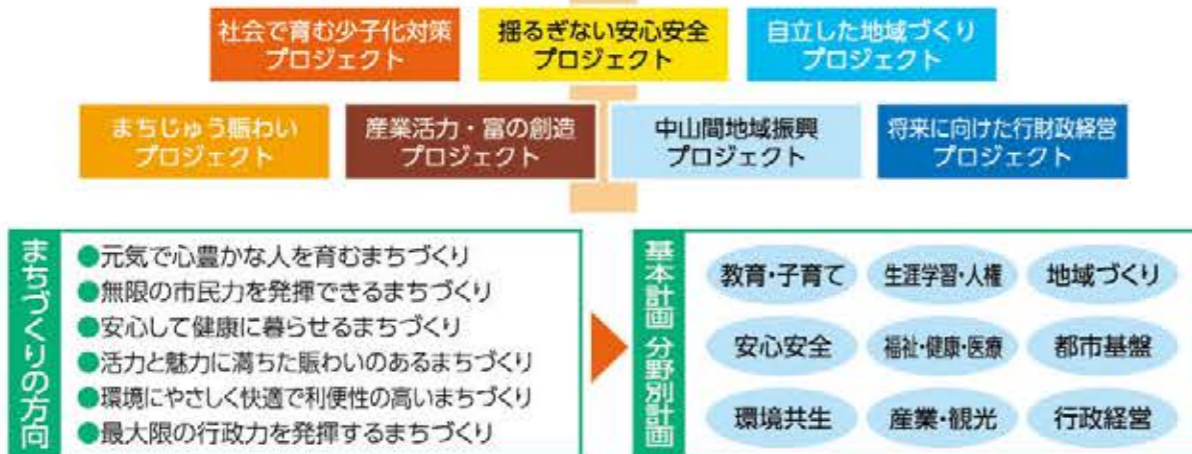 社会で育む少子化対策
プロジェクト
揺るぎない安心安全
プロジェクト
自立した地域づくり
プロジェクト
まちじゅう賑わい
プロジェクト
産業活力・富の創造
プロジェクト
中山間地域振興
プロジェクト
将来に向けた行財政経営
プロジェクト
まちづくりの方向
●元気で心豊かな人を育むまちづくり
●無限の市民力を発揮できるまちづくり
●安心して健康に暮らせるまちづくり
●活力と魅力に満ちた賑わいのあるまちづくり
●環境にやさしく快適で利便性の高いまちづくり
●最大限の行政力を発揮するまちづくり
基本計画 分野別計画
教育・子育て
生涯学習・人権
地域づくり
安心安全
福祉・健康・医療
都市基盤
環境共生
産業・観光
行政経営